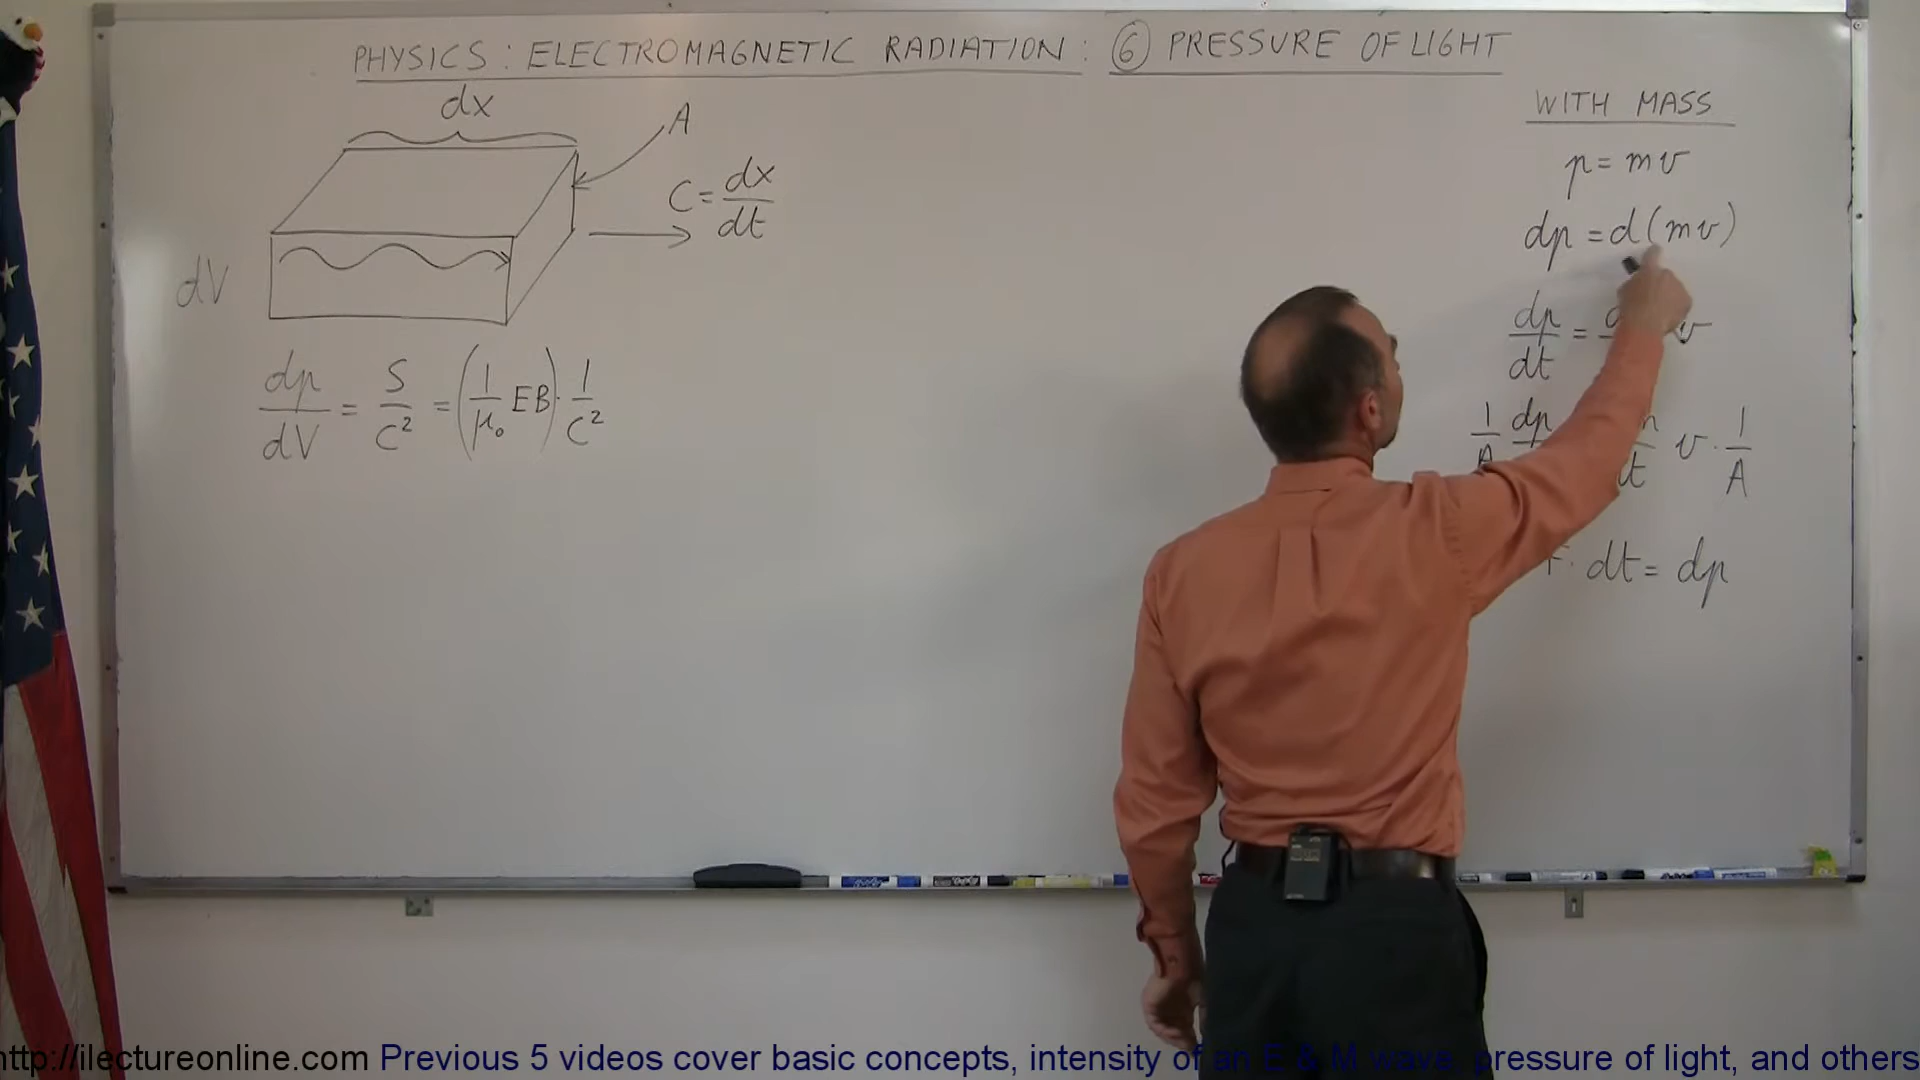 PHYSICS: ELECTROMAGNETIC RADIATION: ⑥ PRESSURE OF LIGHT
dx
A
C = dx/dt
dV
dp/dV = S/C² = (1/μ₀ EB) · 1/C²
WITH MASS
p = mv
dp = d(mv)
dp/dt = v
1/A dp v · 1/A
· dt = dp
http://ilectureonline.com Previous 5 videos cover basic concepts, intensity of an E & M wave, pressure of light, and others